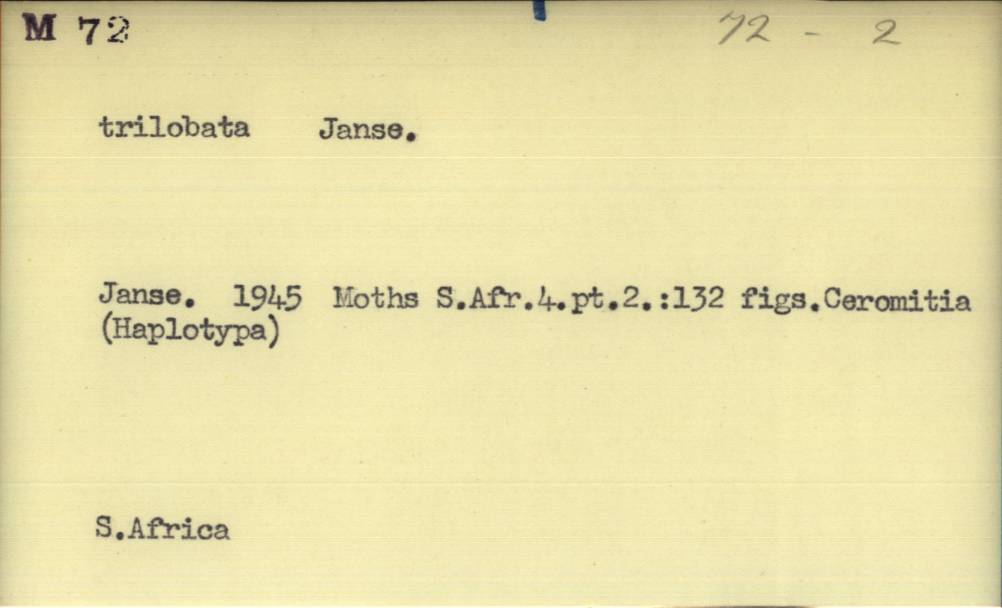 M 72 72 - 2
trilobata Janse.
Janse. 1945 Moths S.Afr.4.pt.2.:132 figs.Ceromitia
(Haplotypa)
S.Africa